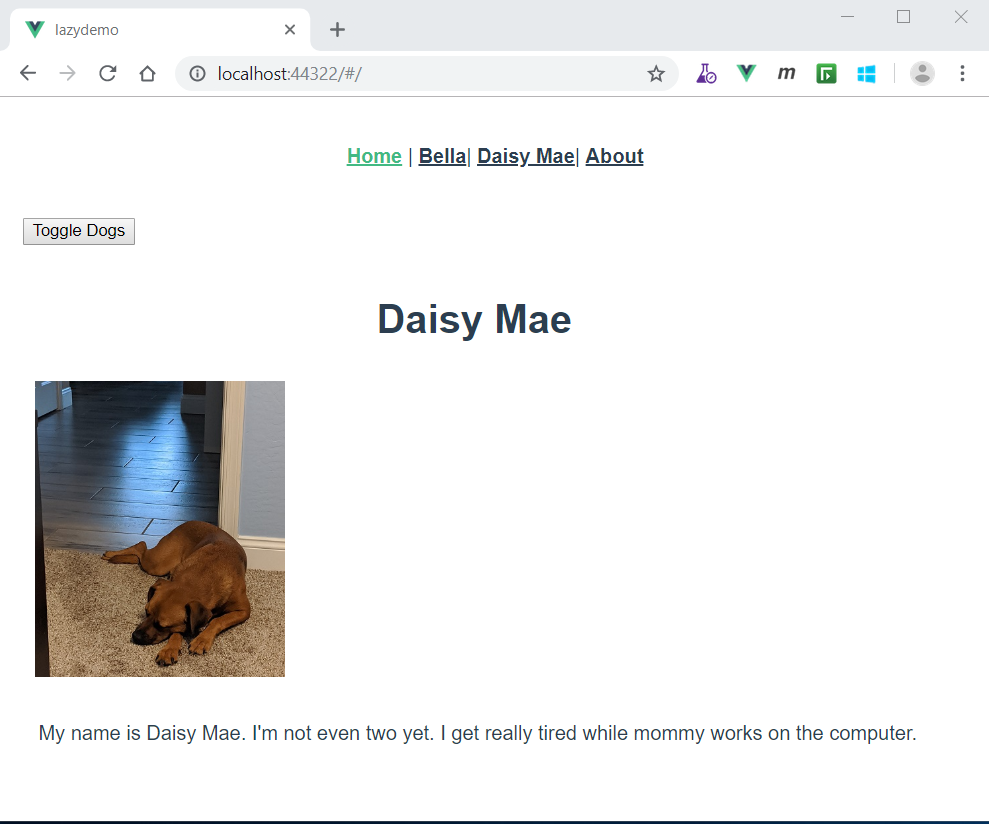 lazydemo
localhost:44322/#/
m
Home | Bella| Daisy Mae| About
Toggle Dogs
Daisy Mae
My name is Daisy Mae. I'm not even two yet. I get really tired while mommy works on the computer.